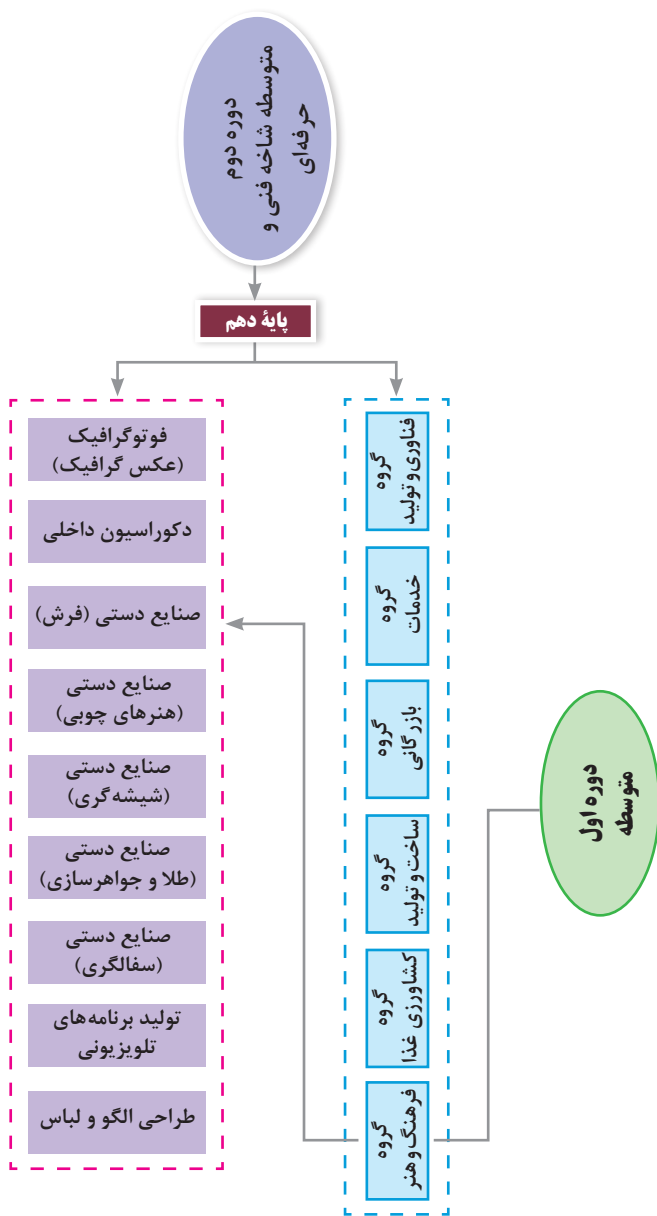 دوره دوم
متوسطه شاخه فنی و
حرفه‌ای
پایۀ دهم
فوتوگرافیک
(عکس گرافیک)
دکوراسیون داخلی
صنایع دستی (فرش)
صنایع دستی
(هنرهای چوبی)
صنایع دستی
(شیشه‌گری)
صنایع دستی
(طلا و جواهرسازی)
صنایع دستی
(سفالگری)
تولید برنامه‌های
تلویزیونی
طراحی الگو و لباس
گروه
فناوری و تولید
گروه
خدمات
گروه
بازرگانی
گروه
ساخت و تولید
گروه
کشاورزی غذا
گروه
فرهنگ و هنر
دوره اول
متوسطه